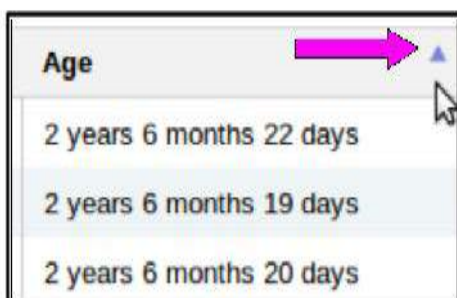 Age
2 years 6 months 22 days
2 years 6 months 19 days
2 years 6 months 20 days